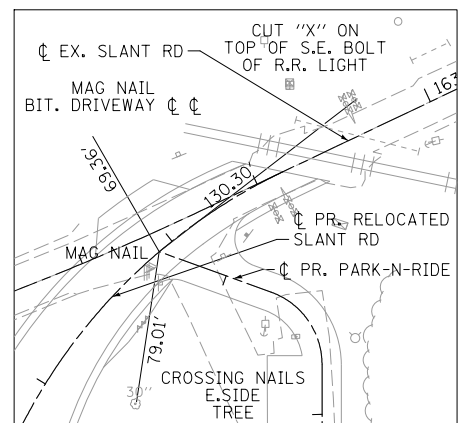 CUT "X" ON
TOP OF S.E. BOLT
OF R.R. LIGHT
℄ EX. SLANT RD
MAG NAIL
BIT. DRIVEWAY ℄ ℄
163
69.36'
130.30'
℄ PR. RELOCATED
SLANT RD
MAG NAIL
℄ PR. PARK-N-RIDE
79.01'
CROSSING NAILS
E.SIDE
30" TREE